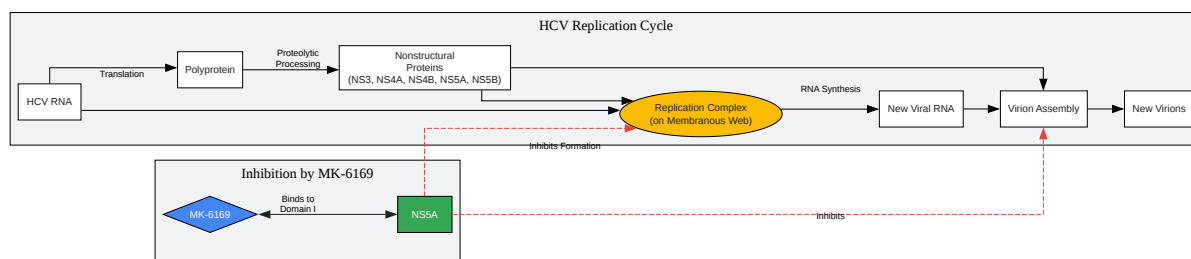 HCV Replication Cycle
HCV RNA
Translation
Polyprotein
Proteolytic
Processing
Nonstructural
Proteins
(NS3, NS4A, NS4B, NS5A, NS5B)
Replication Complex
(on Membranous Web)
RNA Synthesis
New Viral RNA
Virion Assembly
New Virions
Inhibits Formation
Inhibition by MK-6169
MK-6169
Binds to
Domain I
NS5A
Inhibits